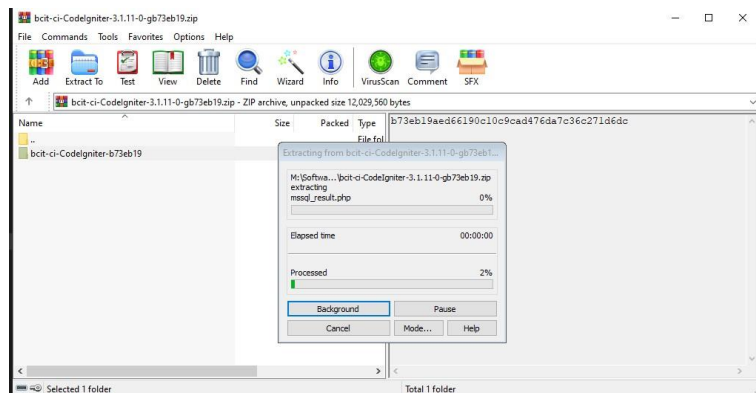 bcit-ci-CodeIgniter-3.1.11-0-gb73eb19.zip
File Commands Tools Favorites Options Help
Add Extract To Test View Delete Find Wizard Info VirusScan Comment SFX
bcit-ci-CodeIgniter-3.1.11-0-gb73eb19.zip - ZIP archive, unpacked size 12,029,560 bytes
Name Size Packed Type
b73eb19aed66190c10c9cad476da7c36c271d6dc
.. File fol
bcit-ci-CodeIgniter-b73eb19
Extracting from bcit-ci-CodeIgniter-3.1.11-0-gb73eb1...
M:\Softwa...\bcit-ci-CodeIgniter-3.1.11-0-gb73eb19.zip
extracting
mssql_result.php 0%
Elapsed time 00:00:00
Processed 2%
Background Pause
Cancel Mode... Help
Selected 1 folder Total 1 folder